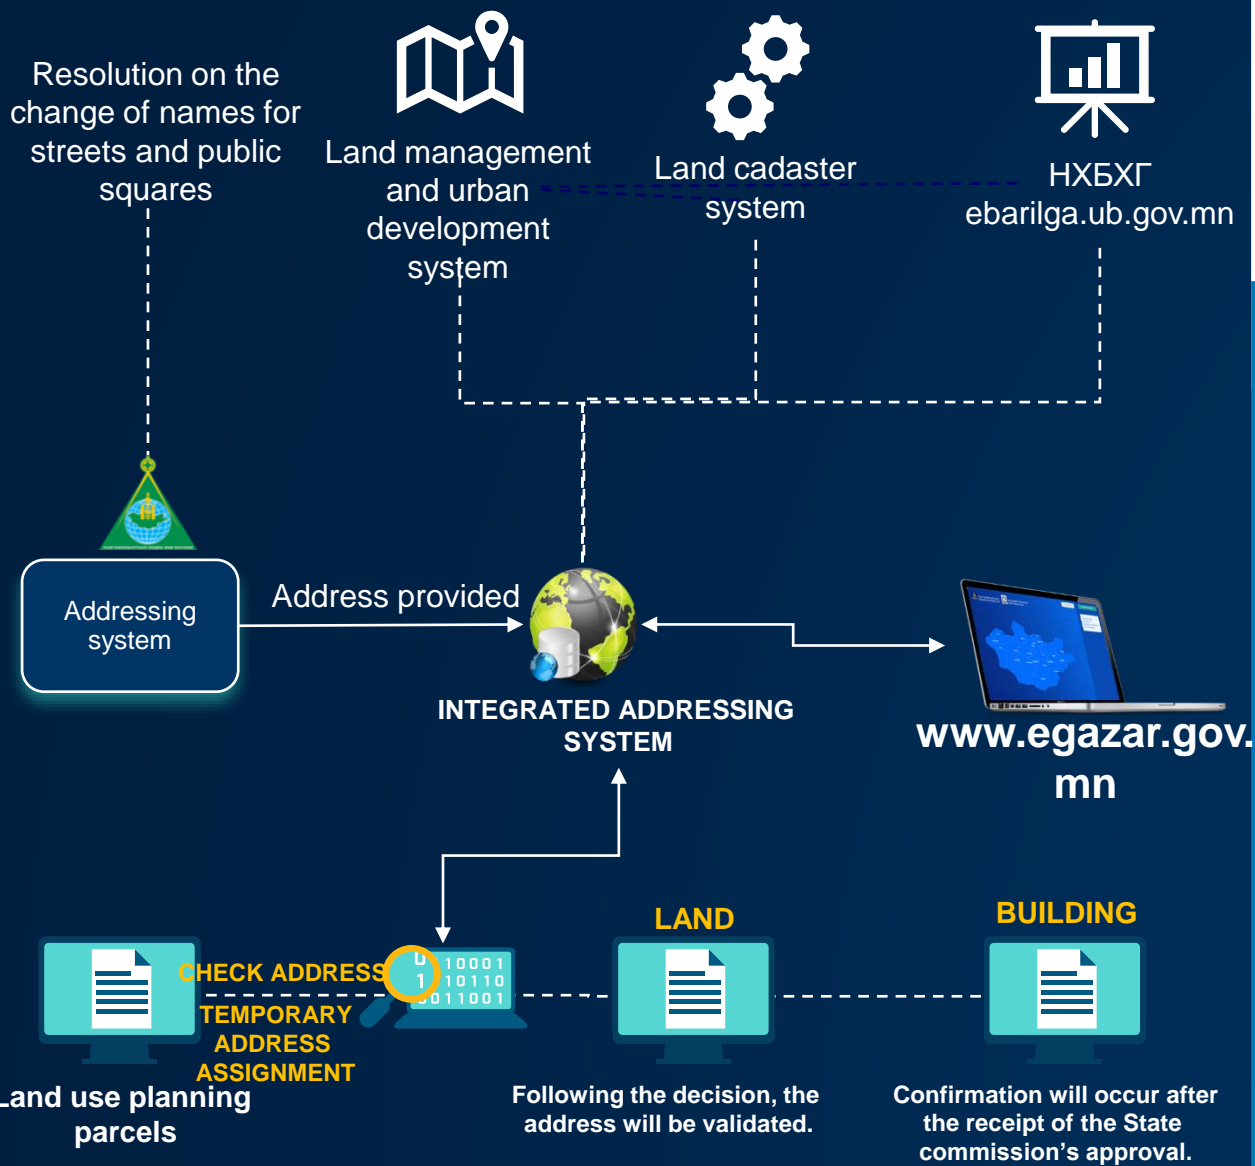 Resolution on the
change of names for
streets and public
squares
Land management
and urban
development
system
Land cadaster
system
НХБХГ
ebarilga.ub.gov.mn
Addressing
system
Address provided
INTEGRATED ADDRESSING
SYSTEM
www.egazar.gov.
mn
LAND
BUILDING
CHECK ADDRESS
TEMPORARY
ADDRESS
ASSIGNMENT
0110001
1110110
0011001
Land use planning
parcels
Following the decision, the
address will be validated.
Confirmation will occur after
the receipt of the State
commission's approval.